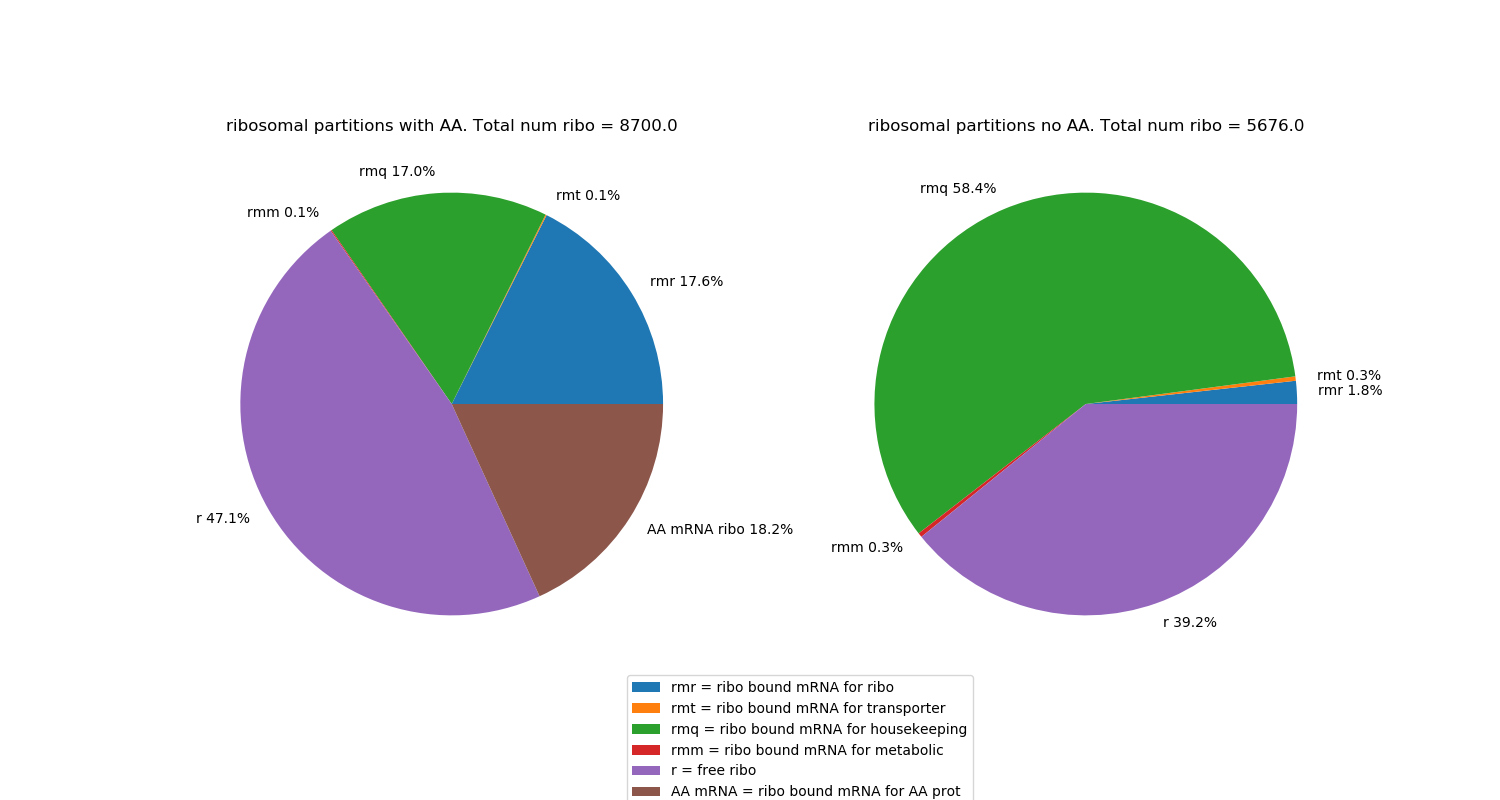 ribosomal partitions with AA. Total num ribo = 8700.0
rmq 17.0%
rmt 0.1%
rmm 0.1%
rmr 17.6%
r 47.1%
AA mRNA ribo 18.2%
ribosomal partitions no AA. Total num ribo = 5676.0
rmq 58.4%
rmt 0.3%
rmr 1.8%
rmm 0.3%
r 39.2%
rmr = ribo bound mRNA for ribo
rmt = ribo bound mRNA for transporter
rmq = ribo bound mRNA for housekeeping
rmm = ribo bound mRNA for metabolic
r = free ribo
AA mRNA = ribo bound mRNA for AA prot